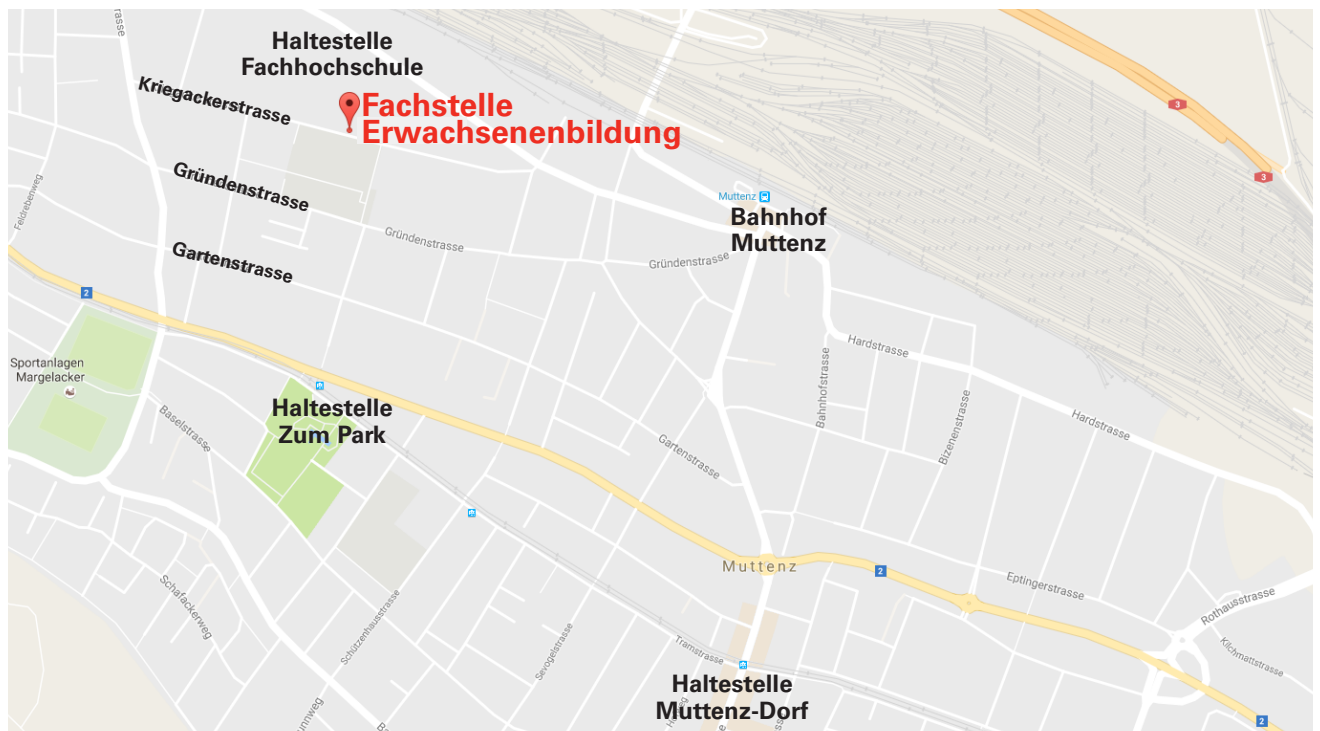 strasse
Haltestelle
Fachhochschule
Kriegackerstrasse
Fachstelle
Erwachsenenbildung
3
3
Gründenstrasse
Feldrebenweg
Muttenz
Bahnhof
Muttenz
Gründenstrasse
Gartenstrasse
Gründenstrasse
2
Hardstrasse
Sportanlagen
Margelacker
Bahnhofstrasse
Bizenenstrasse
Haltestelle
Zum Park
Baselstrasse
Hardstrasse
Gartenstrasse
Muttenz
2
Eptingerstrasse
Rothausstrasse
Schafackerweg
Schützenhausstrasse
Sevogelstrasse
Tramstrasse
Kilchmattstrasse
Haltestelle
Muttenz-Dorf
2